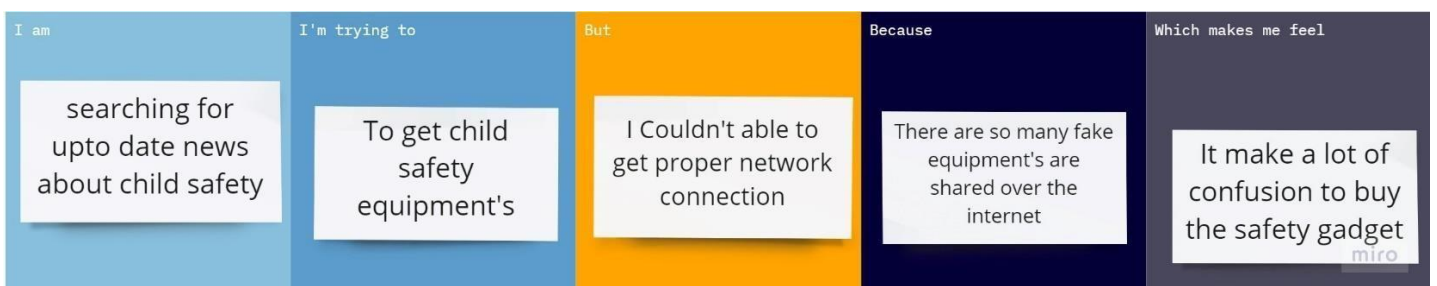 I am
searching for
upto date news
about child safety
I'm trying to
To get child
safety
equipment's
But
I Couldn't able to
get proper network
connection
Because
There are so many fake
equipment's are
shared over the
internet
Which makes me feel
It make a lot of
confusion to buy
the safety gadget
miro